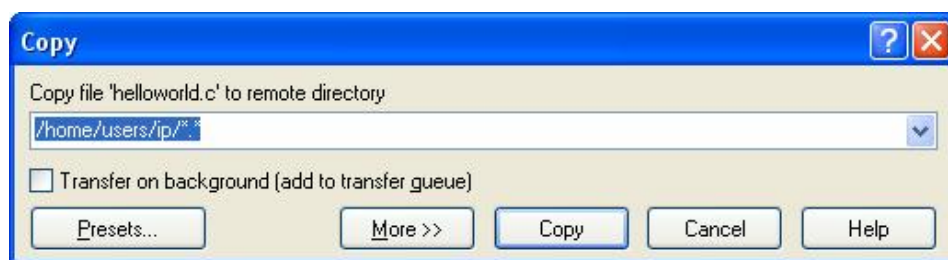 Copy
?
Copy file 'helloworld.c' to remote directory
/home/users/ip/*.*
Transfer on background (add to transfer queue)
Presets... More >> Copy Cancel Help